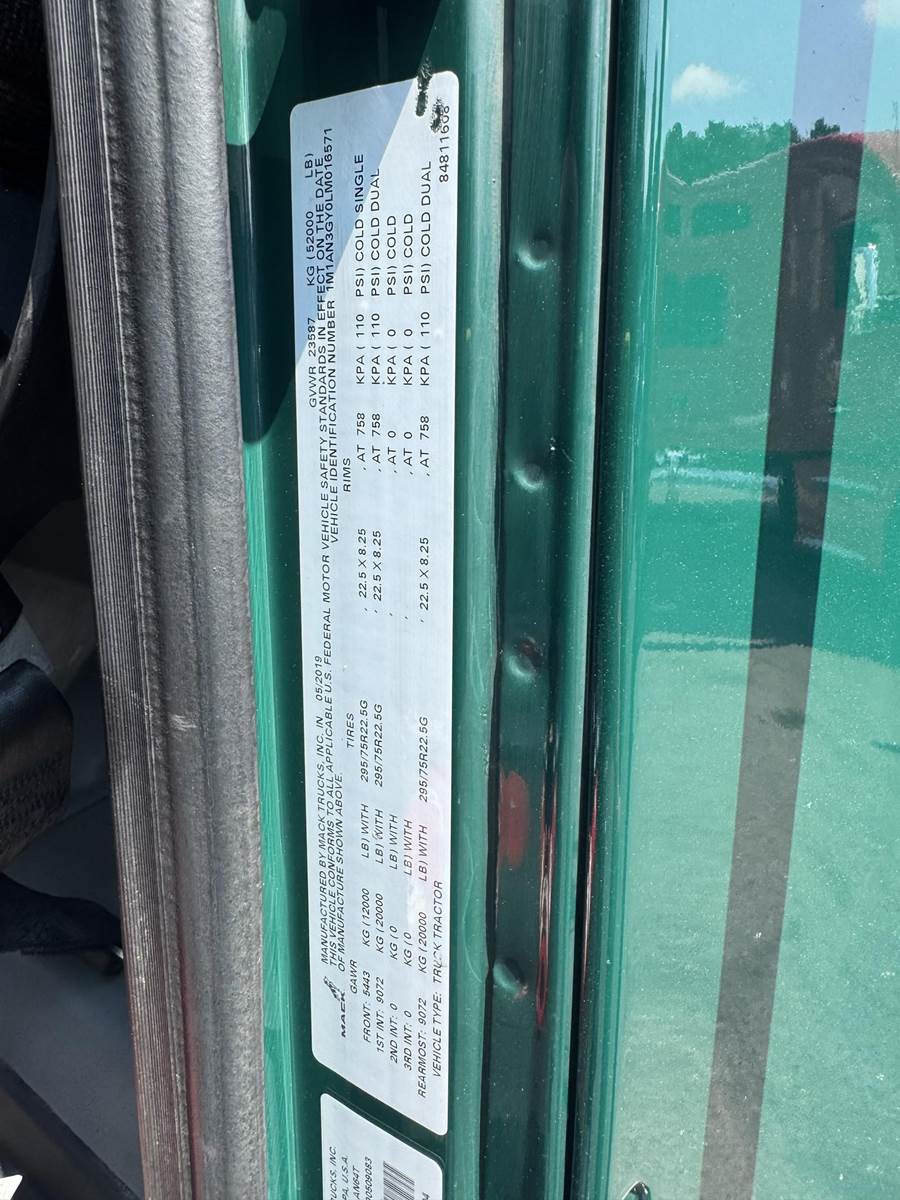 MANUFACTURED BY MACK TRUCKS, INC. IN 05/2019 GVWR 23587 KG ( 52000 LB)
THIS VEHICLE CONFORMS TO ALL APPLICABLE U.S. FEDERAL MOTOR VEHICLE SAFETY STANDARDS IN EFFECT ON THE DATE
OF MANUFACTURE SHOWN ABOVE. VEHICLE IDENTIFICATION NUMBER 1M1AN3GY0LM016571
MACK
GAWR TIRES RIMS
FRONT: 5443 KG ( 12000 LB) WITH 295/75R22.5G , 22.5 X 8.25 , AT 758 KPA ( 110 PSI) COLD SINGLE
1ST INT: 9072 KG ( 20000 LB) WITH 295/75R22.5G , 22.5 X 8.25 , AT 758 KPA ( 110 PSI) COLD DUAL
2ND INT: 0 KG ( 0 LB) WITH , , AT 0 KPA ( 0 PSI) COLD
3RD INT: 0 KG ( 0 LB) WITH , , AT 0 KPA ( 0 PSI) COLD
REARMOST: 9072 KG ( 20000 LB) WITH 295/75R22.5G , 22.5 X 8.25 , AT 758 KPA ( 110 PSI) COLD DUAL
VEHICLE TYPE: TRUCK TRACTOR 84811608
TRUCKS, INC.
PA, U.S.A.
AN64T